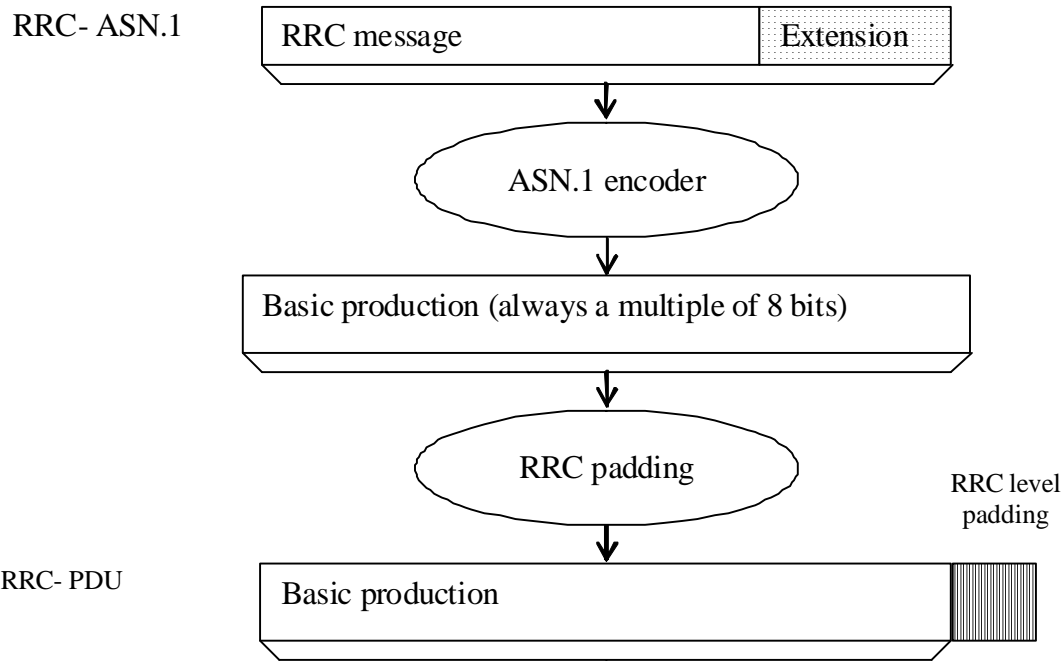 RRC- ASN.1
RRC message
Extension
ASN.1 encoder
Basic production (always a multiple of 8 bits)
RRC padding
RRC level
padding
RRC- PDU
Basic production